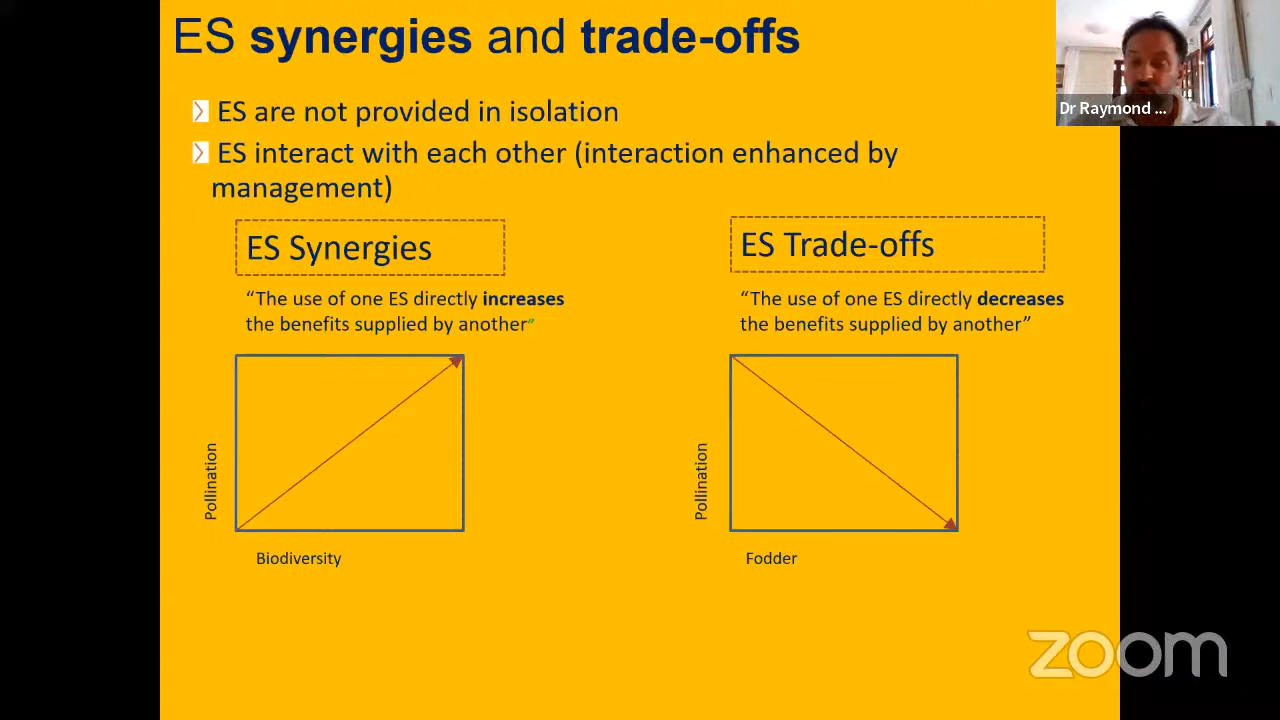 ES synergies and trade-offs
Dr Raymond ...
ES are not provided in isolation
ES interact with each other (interaction enhanced by
management)
ES Synergies
“The use of one ES directly increases
the benefits supplied by another”
Pollination
Biodiversity
ES Trade-offs
“The use of one ES directly decreases
the benefits supplied by another”
Pollination
Fodder
zoom